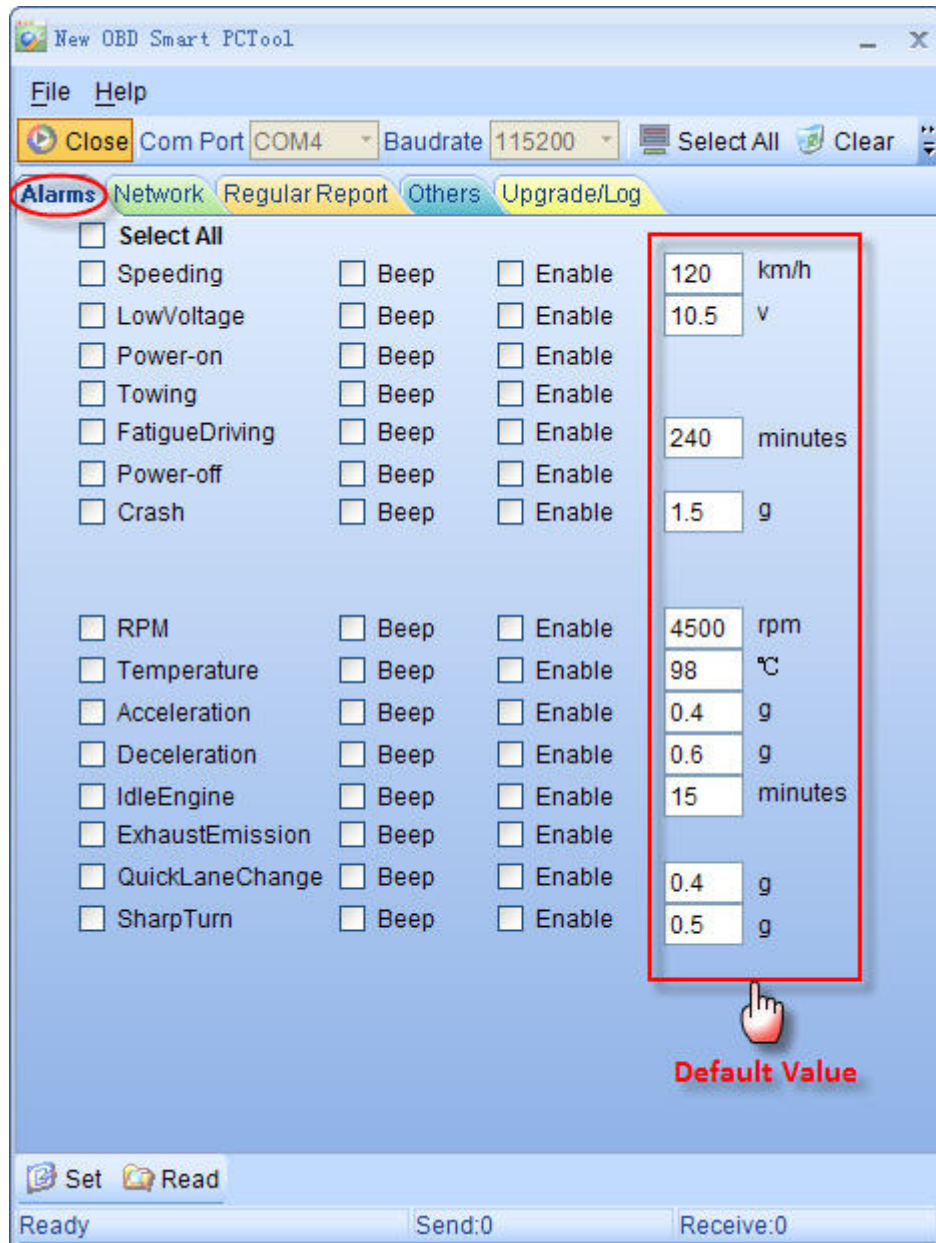 New OBD Smart PCTool
File Help
Close Com Port COM4 Baudrate 115200 Select All Clear
Alarms Network Regular Report Others Upgrade/Log
Select All
Speeding Beep Enable 120 km/h
LowVoltage Beep Enable 10.5 v
Power-on Beep Enable
Towing Beep Enable
FatigueDriving Beep Enable 240 minutes
Power-off Beep Enable
Crash Beep Enable 1.5 g
RPM Beep Enable 4500 rpm
Temperature Beep Enable 98 ℃
Acceleration Beep Enable 0.4 g
Deceleration Beep Enable 0.6 g
IdleEngine Beep Enable 15 minutes
ExhaustEmission Beep Enable
QuickLaneChange Beep Enable 0.4 g
SharpTurn Beep Enable 0.5 g
Default Value
Set Read
Ready Send:0 Receive:0